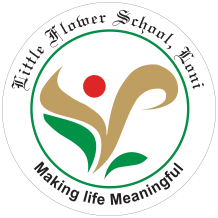 Little Flower School, Loni
Making life Meaningful